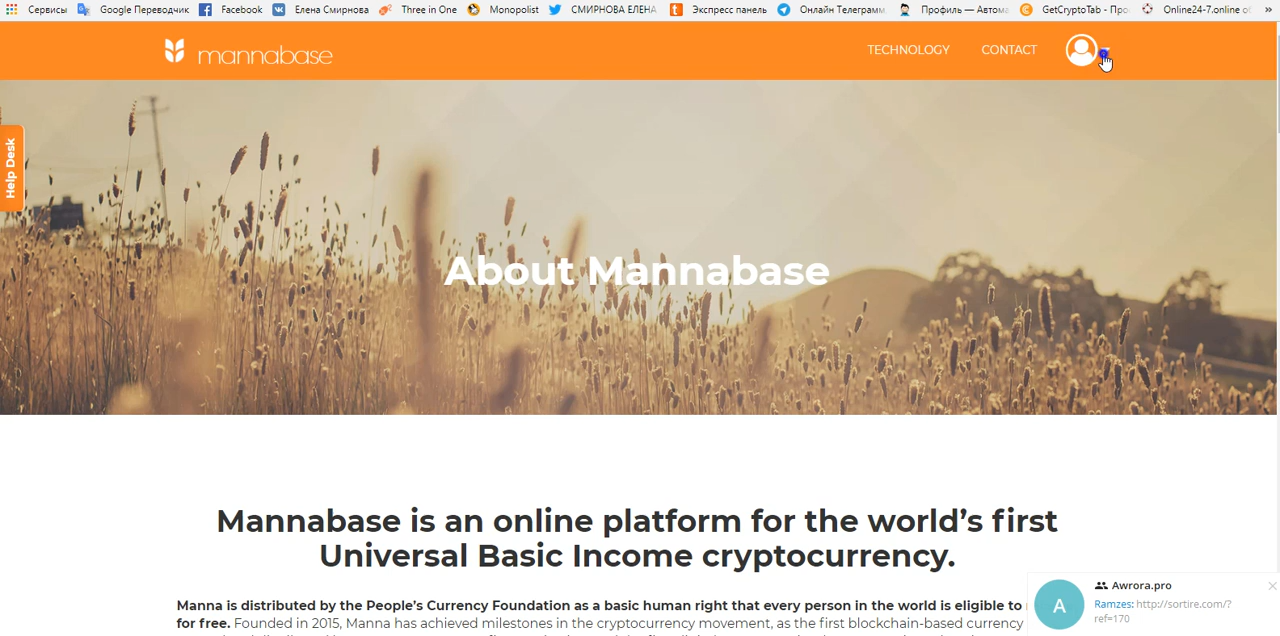 Сервисы Google Переводчик Facebook Елена Смирнова Three in One Monopolist СМИРНОВА ЕЛЕНА Экспресс панель Онлайн Телеграмм. Профиль — Автома GetCryptoTab - Про Online24-7.online о »
mannabase TECHNOLOGY CONTACT
Help Desk
About Mannabase
Mannabase is an online platform for the world's first
Universal Basic Income cryptocurrency.
Manna is distributed by the People's Currency Foundation as a basic human right that every person in the world is eligible to
for free. Founded in 2015, Manna has achieved milestones in the cryptocurrency movement, as the first blockchain-based currency
A
Awrora.pro
Ramzes: http://sortire.com/?
ref=170